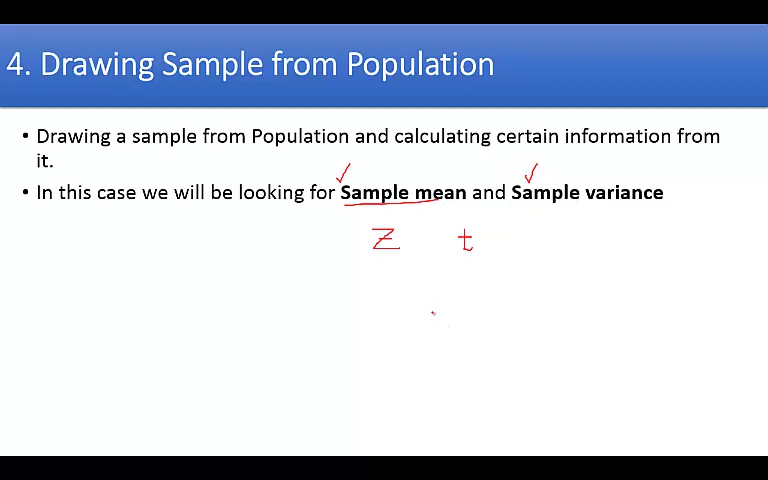 4. Drawing Sample from Population
• Drawing a sample from Population and calculating certain information from
it.
• In this case we will be looking for Sample mean and Sample variance
Z t